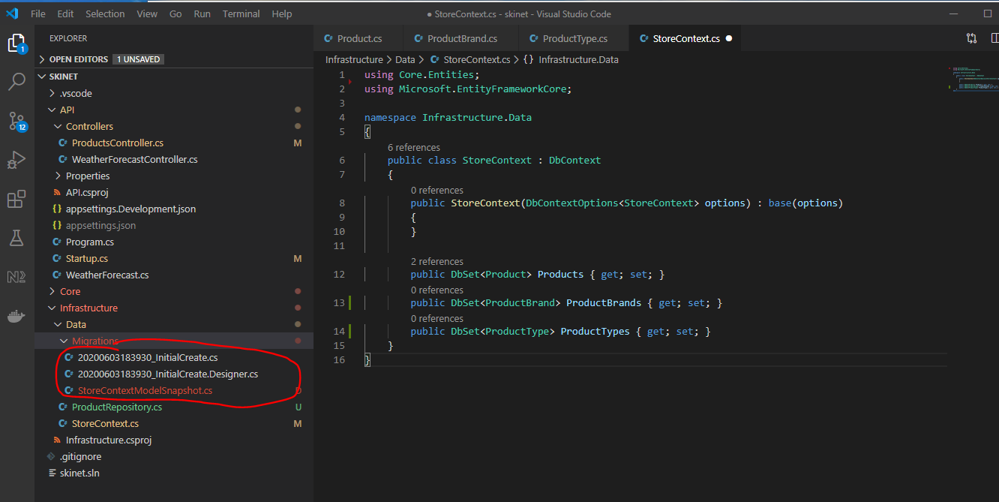 File Edit Selection View Go Run Terminal Help ● StoreContext.cs - skinet - Visual Studio Code
EXPLORER
1
OPEN EDITORS 1 UNSAVED
SKINET
.vscode
API
Controllers
ProductsController.cs M
12
WeatherForecastController.cs
Properties
API.csproj
{} appsettings.Development.json
{} appsettings.json
Program.cs
Startup.cs M
WeatherForecast.cs
Core
Infrastructure
Data
Migrations
20200603183930_InitialCreate.cs
20200603183930_InitialCreate.Designer.cs
StoreContextModelSnapshot.cs D
ProductRepository.cs U
StoreContext.cs M
Infrastructure.csproj
.gitignore
skinet.sln
Product.cs ProductBrand.cs ProductType.cs StoreContext.cs ●
Infrastructure > Data > StoreContext.cs > {} Infrastructure.Data
1 using Core.Entities;
2 using Microsoft.EntityFrameworkCore;
3
4 namespace Infrastructure.Data
5 {
6 references
6 public class StoreContext : DbContext
7 {
0 references
8 public StoreContext(DbContextOptions<StoreContext> options) : base(options)
9 {
10 }
11
2 references
12 public DbSet<Product> Products { get; set; }
0 references
13 public DbSet<ProductBrand> ProductBrands { get; set; }
0 references
14 public DbSet<ProductType> ProductTypes { get; set; }
15 }
16 }